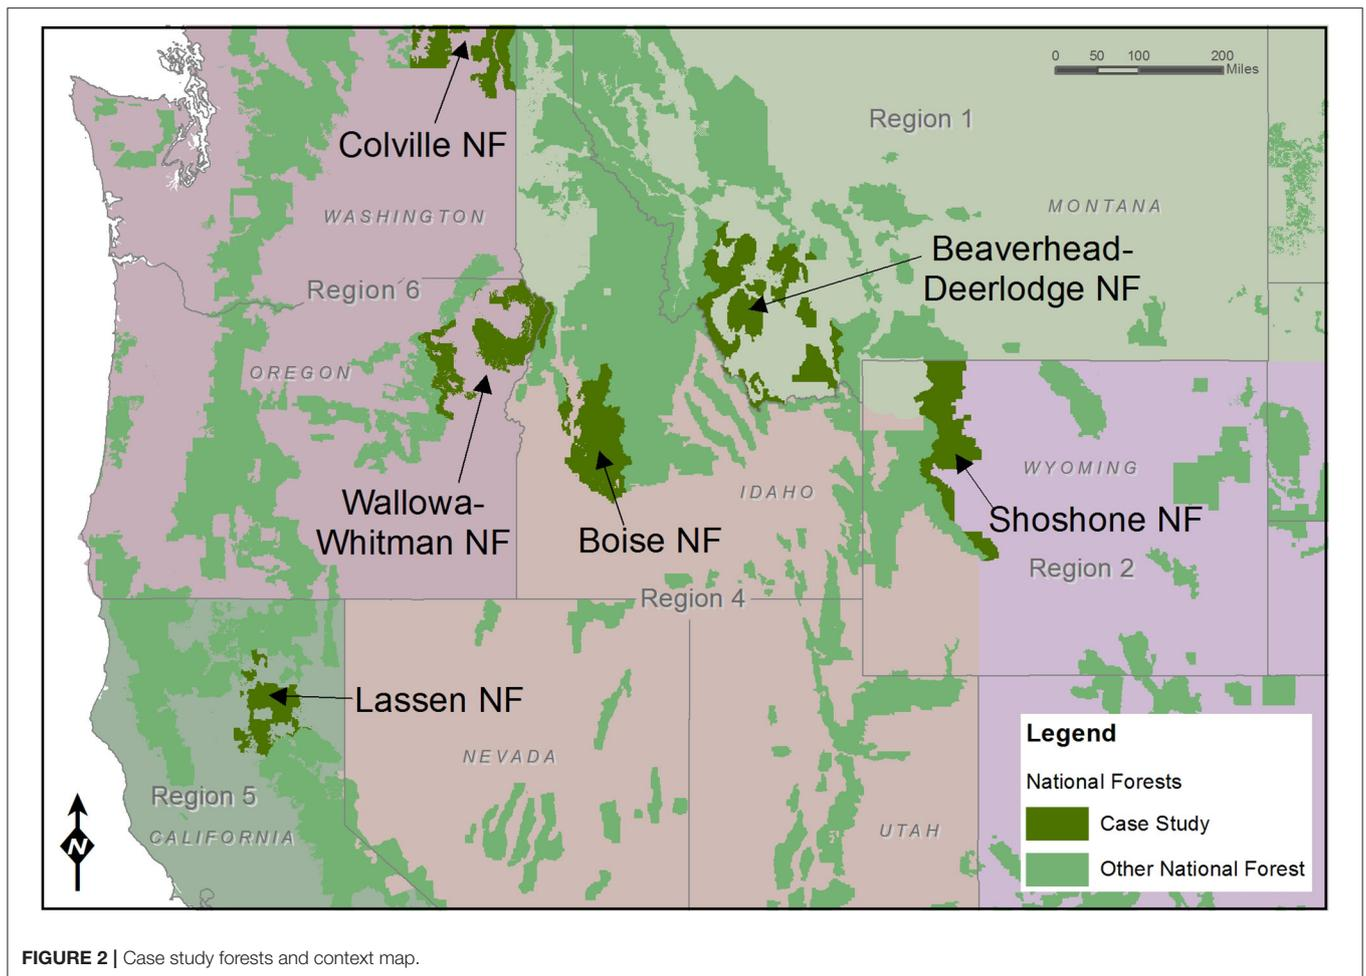 0 50 100 200
Miles
Region 1
Colville NF
WASHINGTON
MONTANA
Beaverhead-
Deerlodge NF
Region 6
OREGON
WYOMING
IDAHO
Wallowa-
Whitman NF
Boise NF
Shoshone NF
Region 2
Region 4
Lassen NF
NEVADA
Region 5
CALIFORNIA
UTAH
N
Legend
National Forests
Case Study
Other National Forest
FIGURE 2 | Case study forests and context map.